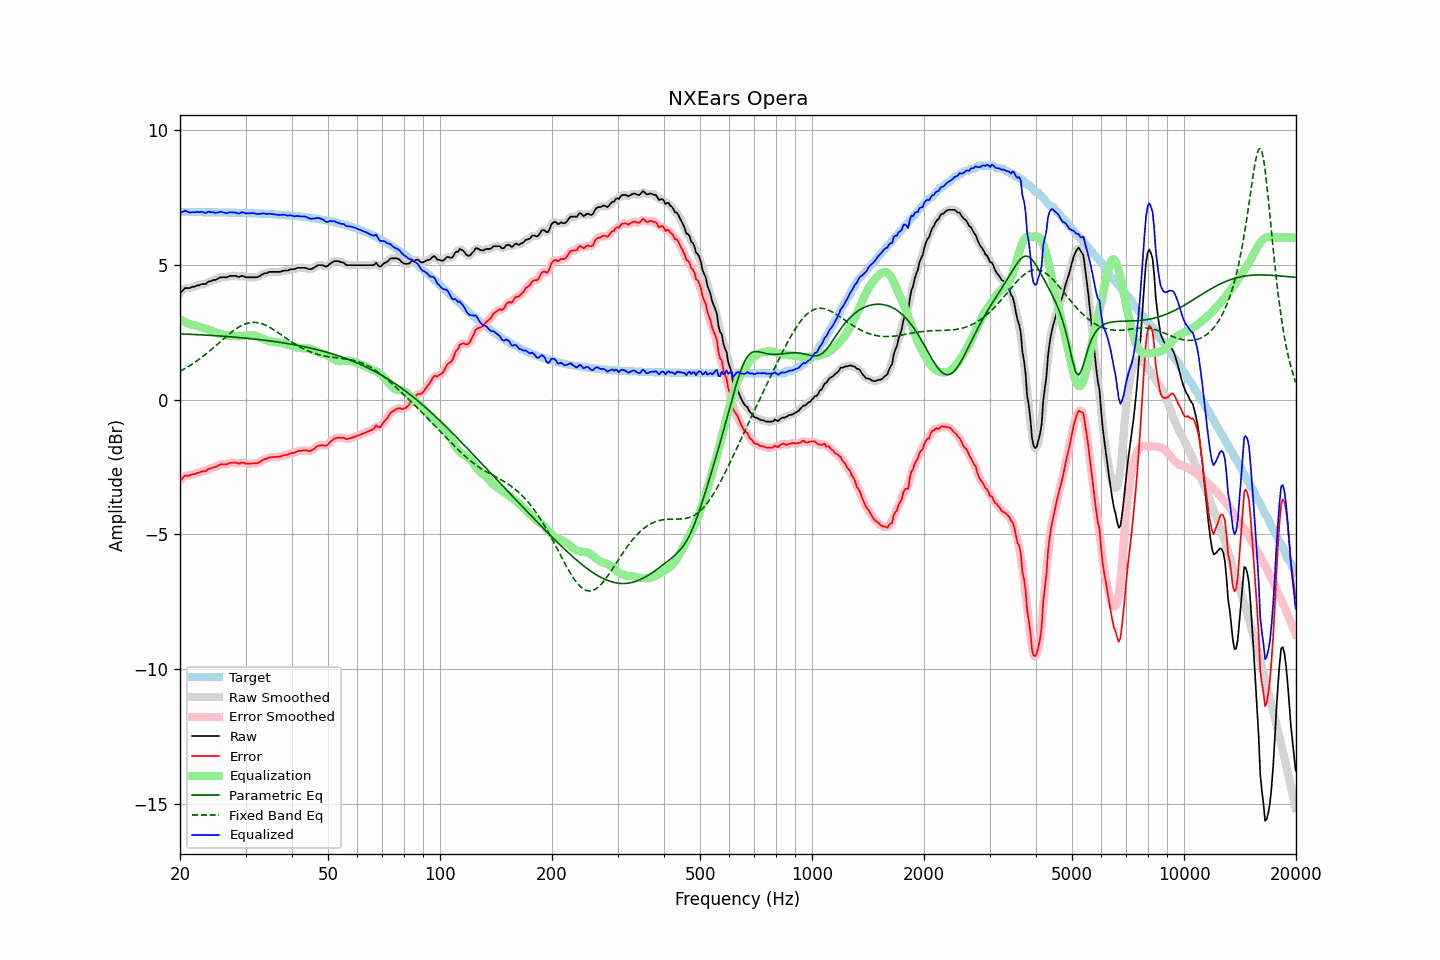 NXEars Opera
Amplitude (dBr)
10
5
0
−5
−10
−15
Target
Raw Smoothed
Error Smoothed
Raw
Error
Equalization
Parametric Eq
Fixed Band Eq
Equalized
20 50 100 200 500 1000 2000 5000 10000 20000
Frequency (Hz)